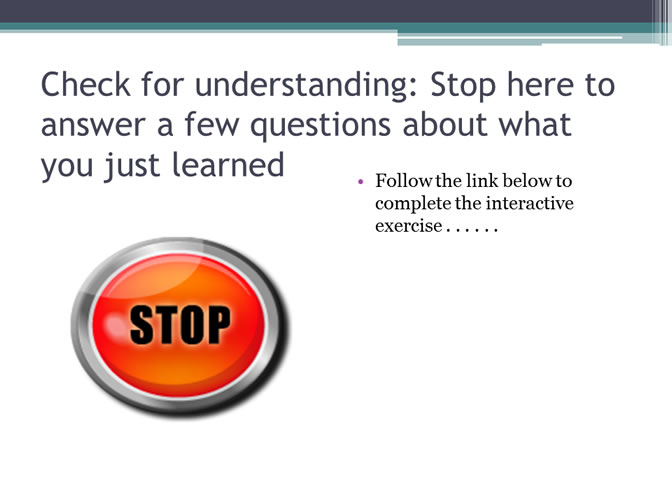 Check for understanding: Stop here to
answer a few questions about what
you just learned
• Follow the link below to
complete the interactive
exercise . . . . . .
STOP